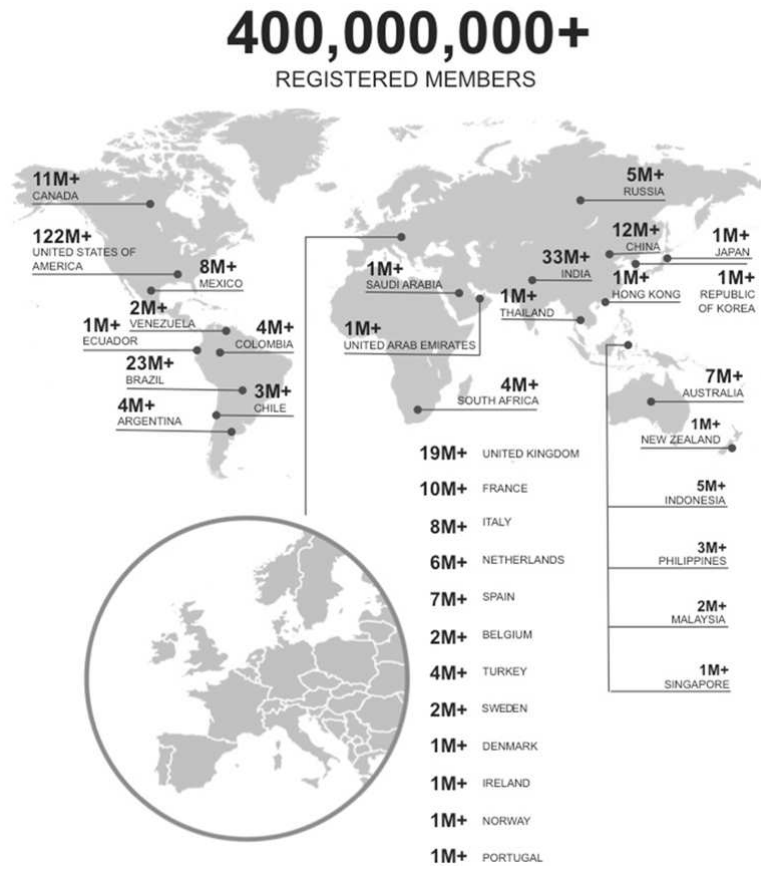 400,000,000+
REGISTERED MEMBERS
11M+
CANADA
122M+
UNITED STATES OF
AMERICA
8M+
MEXICO
2M+
VENEZUELA
1M+
ECUADOR
4M+
COLOMBIA
23M+
BRAZIL
3M+
CHILE
4M+
ARGENTINA
5M+
RUSSIA
12M+
CHINA
1M+
JAPAN
33M+
INDIA
1M+
SAUDI ARABIA
1M+
HONG KONG
1M+
REPUBLIC
OF KOREA
1M+
THAILAND
1M+
UNITED ARAB EMIRATES
4M+
SOUTH AFRICA
7M+
AUSTRALIA
1M+
NEW ZEALAND
5M+
INDONESIA
3M+
PHILIPPINES
2M+
MALAYSIA
1M+
SINGAPORE
19M+ UNITED KINGDOM
10M+ FRANCE
8M+ ITALY
6M+ NETHERLANDS
7M+ SPAIN
2M+ BELGIUM
4M+ TURKEY
2M+ SWEDEN
1M+ DENMARK
1M+ IRELAND
1M+ NORWAY
1M+ PORTUGAL